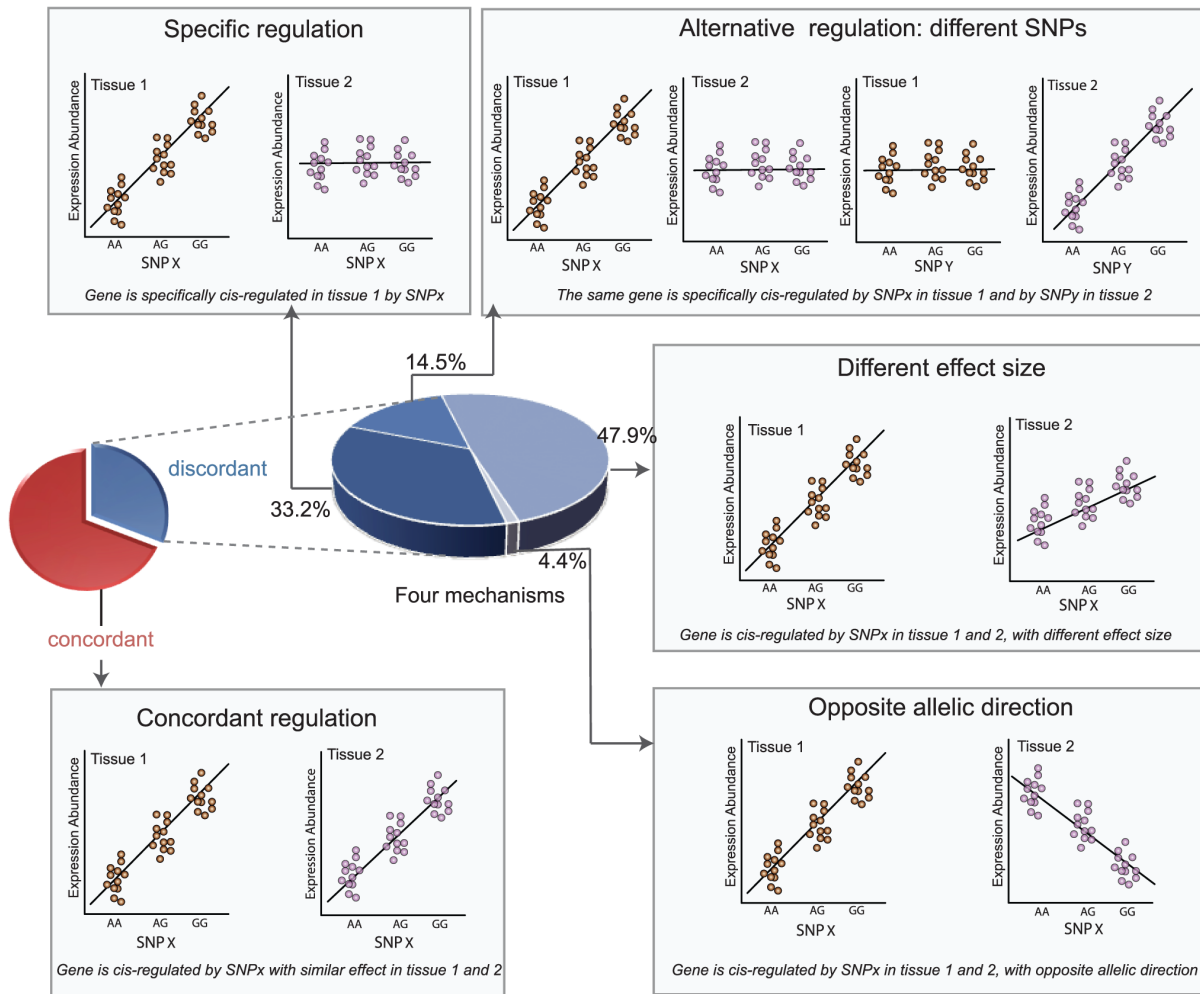 Specific regulation
Expression Abundance
Tissue 1
AA AG GG
SNP X
Expression Abundance
Tissue 2
AA AG GG
SNP X
Gene is specifically cis-regulated in tissue 1 by SNPx
Alternative regulation: different SNPs
Expression Abundance
Tissue 1
AA AG GG
SNP X
Expression Abundance
Tissue 2
AA AG GG
SNP X
Expression Abundance
Tissue 1
AA AG GG
SNP Y
Expression Abundance
Tissue 2
AA AG GG
SNP Y
The same gene is specifically cis-regulated by SNPx in tissue 1 and by SNPy in tissue 2
14.5%
47.9%
33.2%
4.4%
discordant
concordant
Four mechanisms
Different effect size
Expression Abundance
Tissue 1
AA AG GG
SNP X
Expression Abundance
Tissue 2
AA AG GG
SNP X
Gene is cis-regulated by SNPx in tissue 1 and 2, with different effect size
Concordant regulation
Expression Abundance
Tissue 1
AA AG GG
SNP X
Expression Abundance
Tissue 2
AA AG GG
SNP X
Gene is cis-regulated by SNPx with similar effect in tissue 1 and 2
Opposite allelic direction
Expression Abundance
Tissue 1
AA AG GG
SNP X
Expression Abundance
Tissue 2
AA AG GG
SNP X
Gene is cis-regulated by SNPx in tissue 1 and 2, with opposite allelic direction